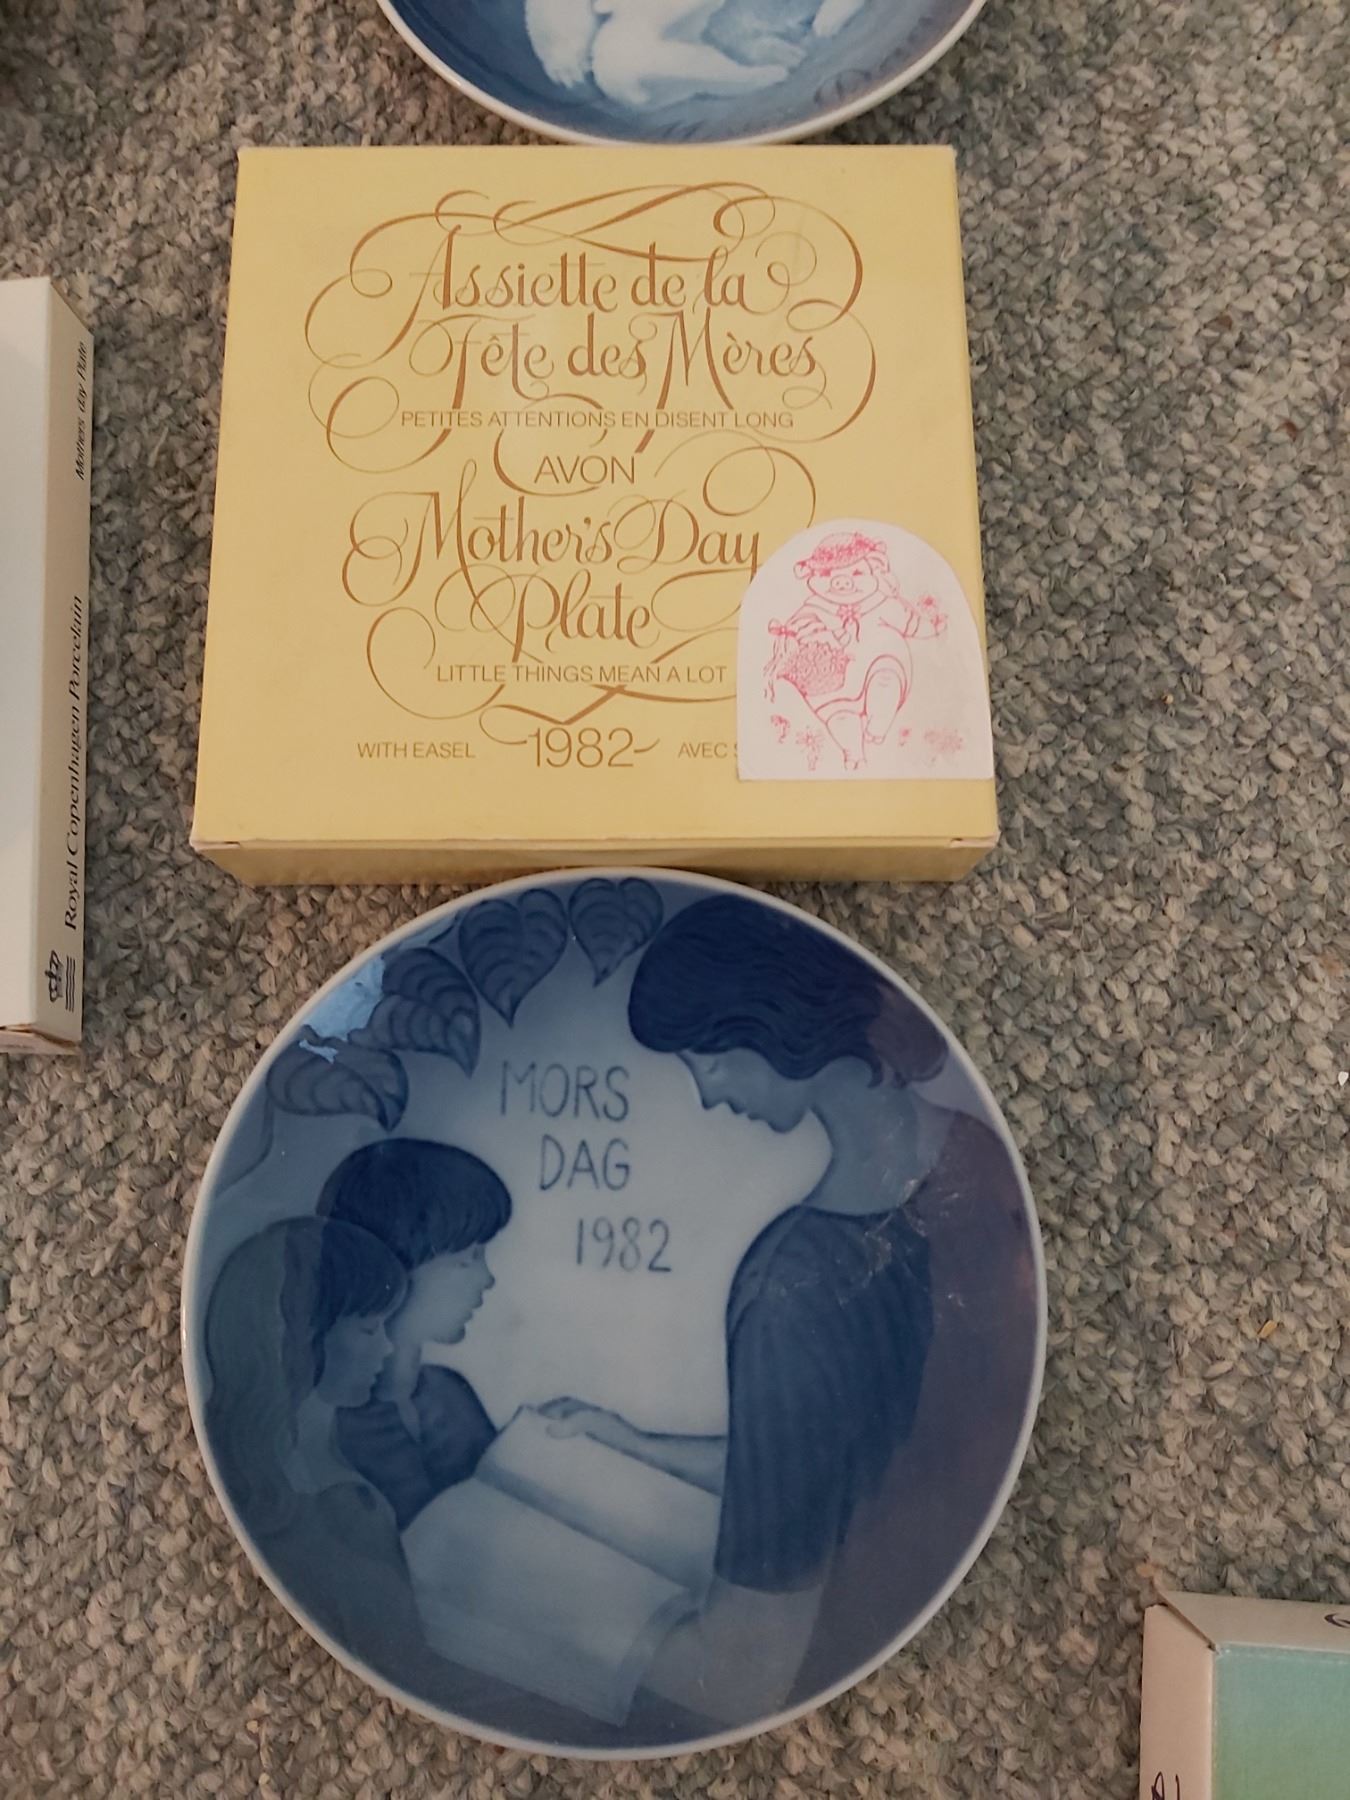 Assiette de la
Fête des Mères
PETITES ATTENTIONS EN DISENT LONG
AVON
Mother's Day
Plate
LITTLE THINGS MEAN A LOT
WITH EASEL 1982 AVEC
Mothers day Plate
Royal Copenhagen Porcelain
MORS
DAG
1982